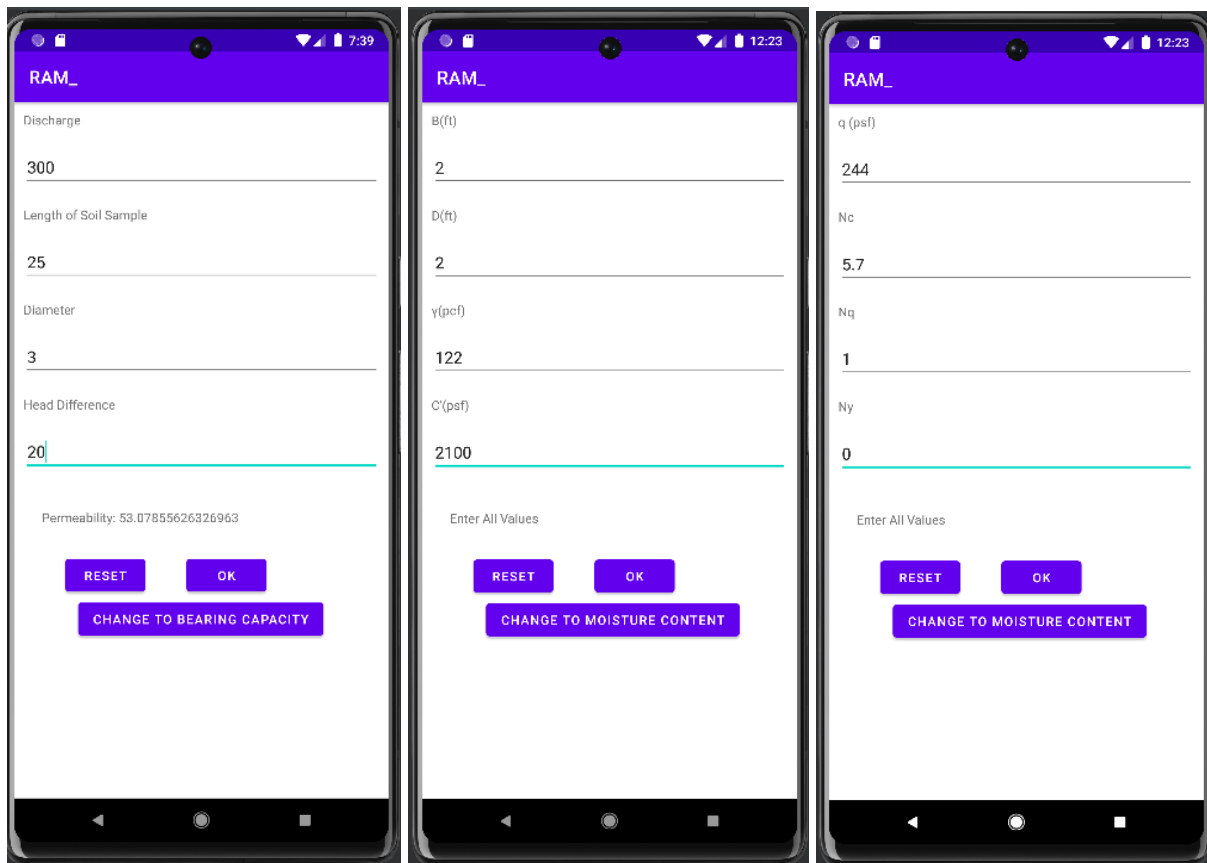 7:39
RAM_
Discharge
300
Length of Soil Sample
25
Diameter
3
Head Difference
20
Permeability: 53.07855626326963
RESET
OK
CHANGE TO BEARING CAPACITY
12:23
RAM_
B(ft)
2
D(ft)
2
γ(pcf)
122
C'(psf)
2100
Enter All Values
RESET
OK
CHANGE TO MOISTURE CONTENT
12:23
RAM_
q (psf)
244
Nc
5.7
Nq
1
Ny
0
Enter All Values
RESET
OK
CHANGE TO MOISTURE CONTENT